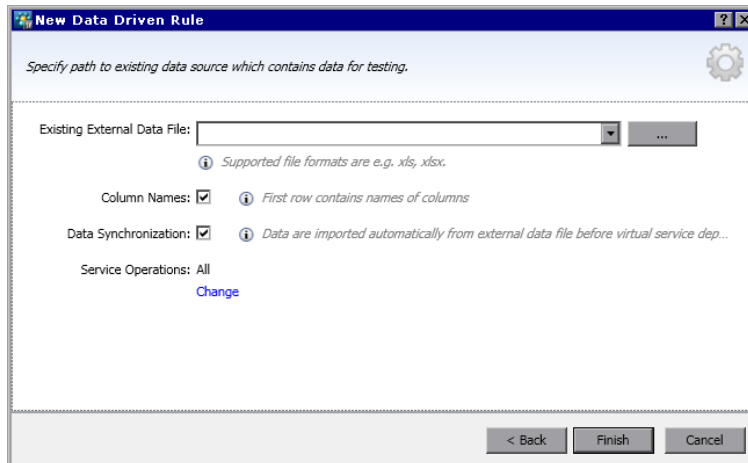 New Data Driven Rule
Specify path to existing data source which contains data for testing.
Existing External Data File:
...
Supported file formats are e.g. xls, xlsx.
Column Names: First row contains names of columns
Data Synchronization: Data are imported automatically from external data file before virtual service dep...
Service Operations: All
Change
< Back Finish Cancel